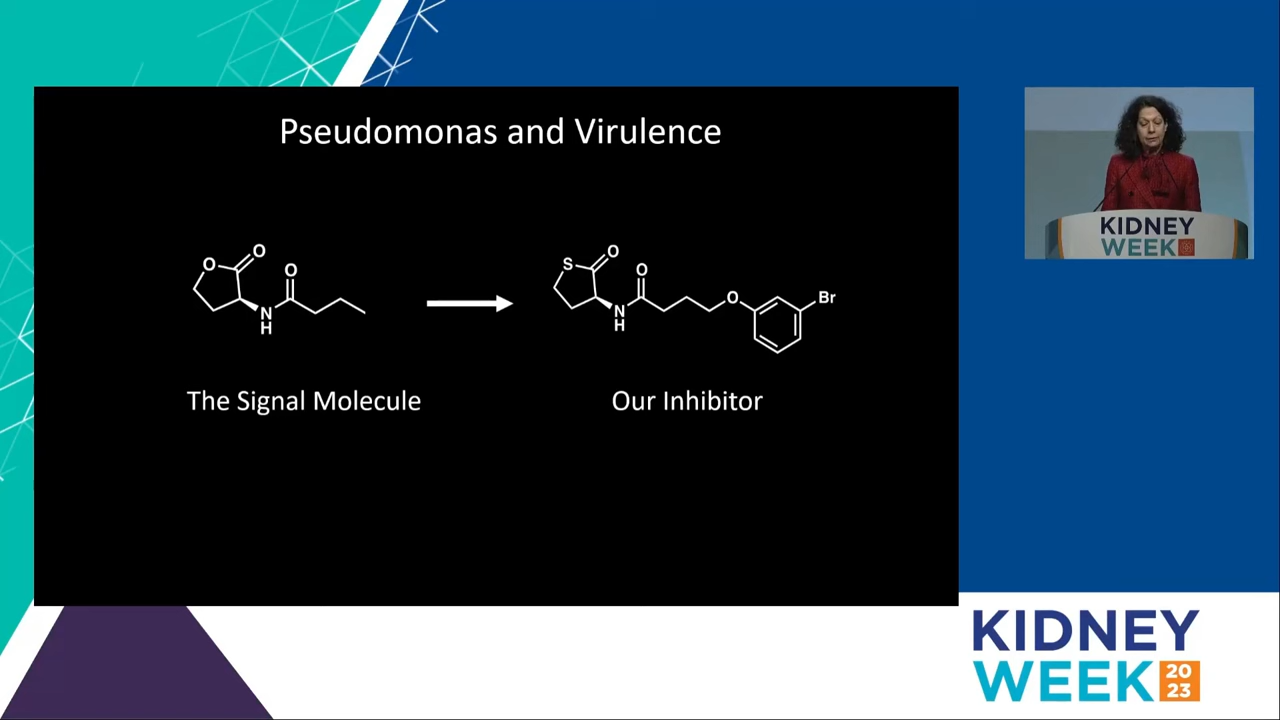 Pseudomonas and Virulence
O
O
O
N
H
S
O
O
N
H
O
Br
The Signal Molecule
Our Inhibitor
KIDNEY
WEEK
KIDNEY
WEEK
20
23